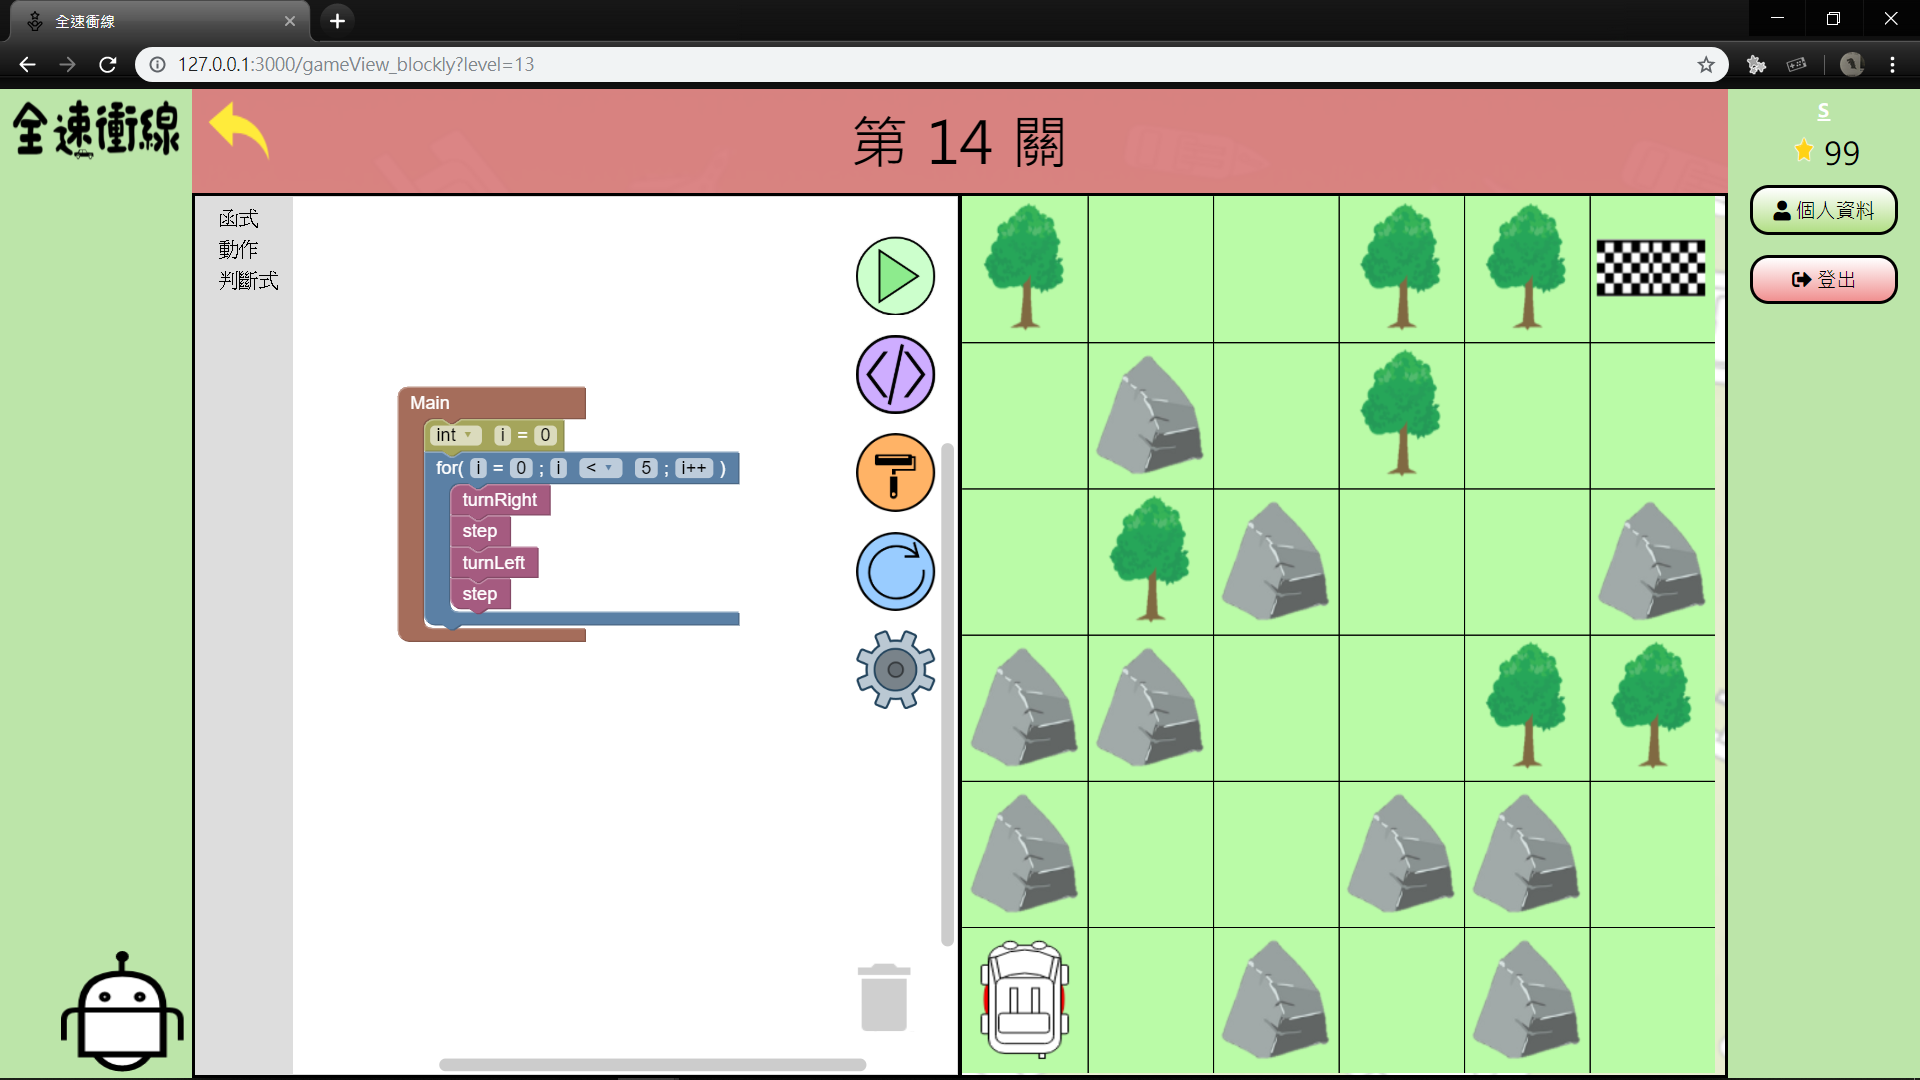 全速衝線
127.0.0.1:3000/gameView_blockly?level=13
全速衝線
第 14 關
S
99
個人資料
登出
函式
動作
判斷式
Main
int i = 0
for( i = 0 ; i < 5 ; i++ )
turnRight
step
turnLeft
step